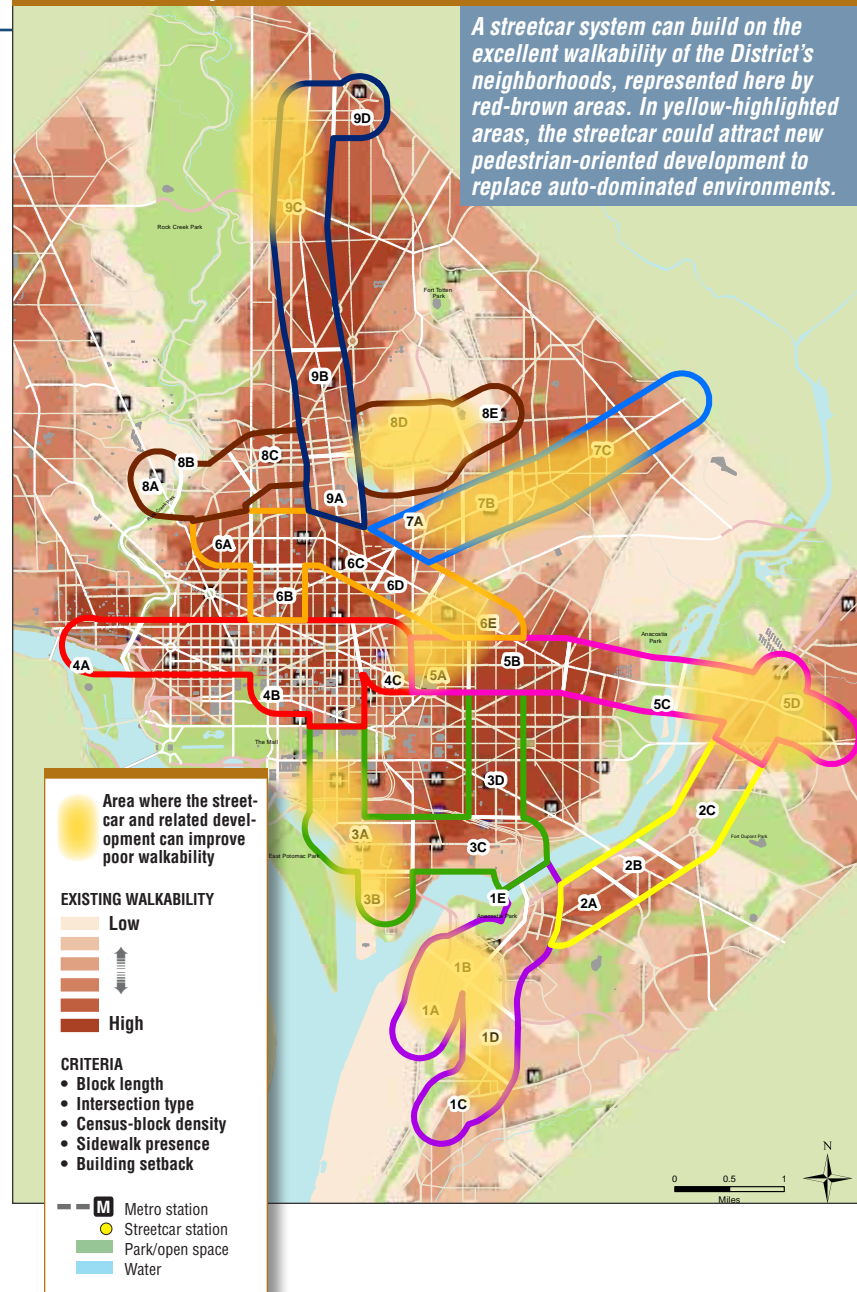 A streetcar system can build on the
excellent walkability of the District's
neighborhoods, represented here by
red-brown areas. In yellow-highlighted
areas, the streetcar could attract new
pedestrian-oriented development to
replace auto-dominated environments.
M
9D
9C
Rock Creek Park
Fort Totten
Park
9B
8D
8E
8C
8B
8A
7C
7B
7A
9A
6A
6C
6D
6B
6E
Anacostia
Park
4A
4B
4C
5A
5B
5C
5D
The Mall
3D
2C
Fort Dupont Park
3A
3C
2B
East Potomac Park
3B
1E
2A
Anacostia Park
1B
1A
1D
1C
Area where the street-
car and related devel-
opment can improve
poor walkability
EXISTING WALKABILITY
Low
High
CRITERIA
• Block length
• Intersection type
• Census-block density
• Sidewalk presence
• Building setback
M Metro station
Streetcar station
Park/open space
Water
N
0 0.5 1
Miles